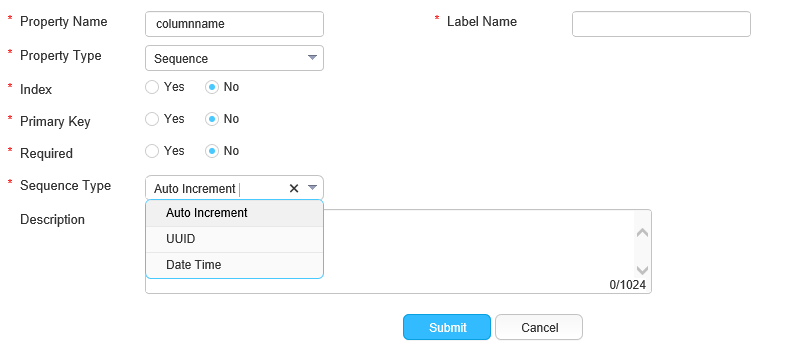 * Property Name columnname * Label Name
* Property Type Sequence
* Index Yes No
* Primary Key Yes No
* Required Yes No
* Sequence Type Auto Increment
Auto Increment
Description
UUID
Date Time
0/1024
Submit Cancel